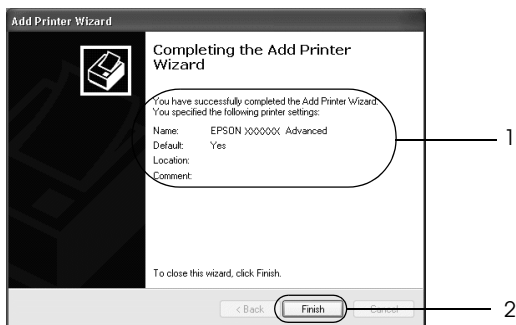 Add Printer Wizard
Completing the Add Printer
Wizard
You have successfully completed the Add Printer Wizard.
You specified the following printer settings:
Name: EPSON XXXXXX Advanced
Default: Yes
Location:
Comment:
1
To close this wizard, click Finish.
< Back Finish Cancel
2